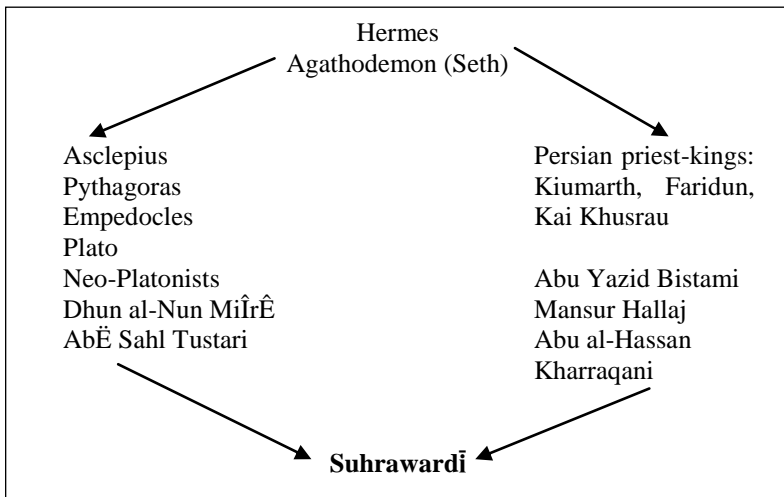 Hermes
Agathodemon (Seth)
Asclepius
Pythagoras
Empedocles
Plato
Neo-Platonists
Dhun al-Nun MiÎrÊ
AbË Sahl Tustari
Persian priest-kings:
Kiumarth, Faridun,
Kai Khusrau
Abu Yazid Bistami
Mansur Hallaj
Abu al-Hassan
Kharraqani
Suhrawardī